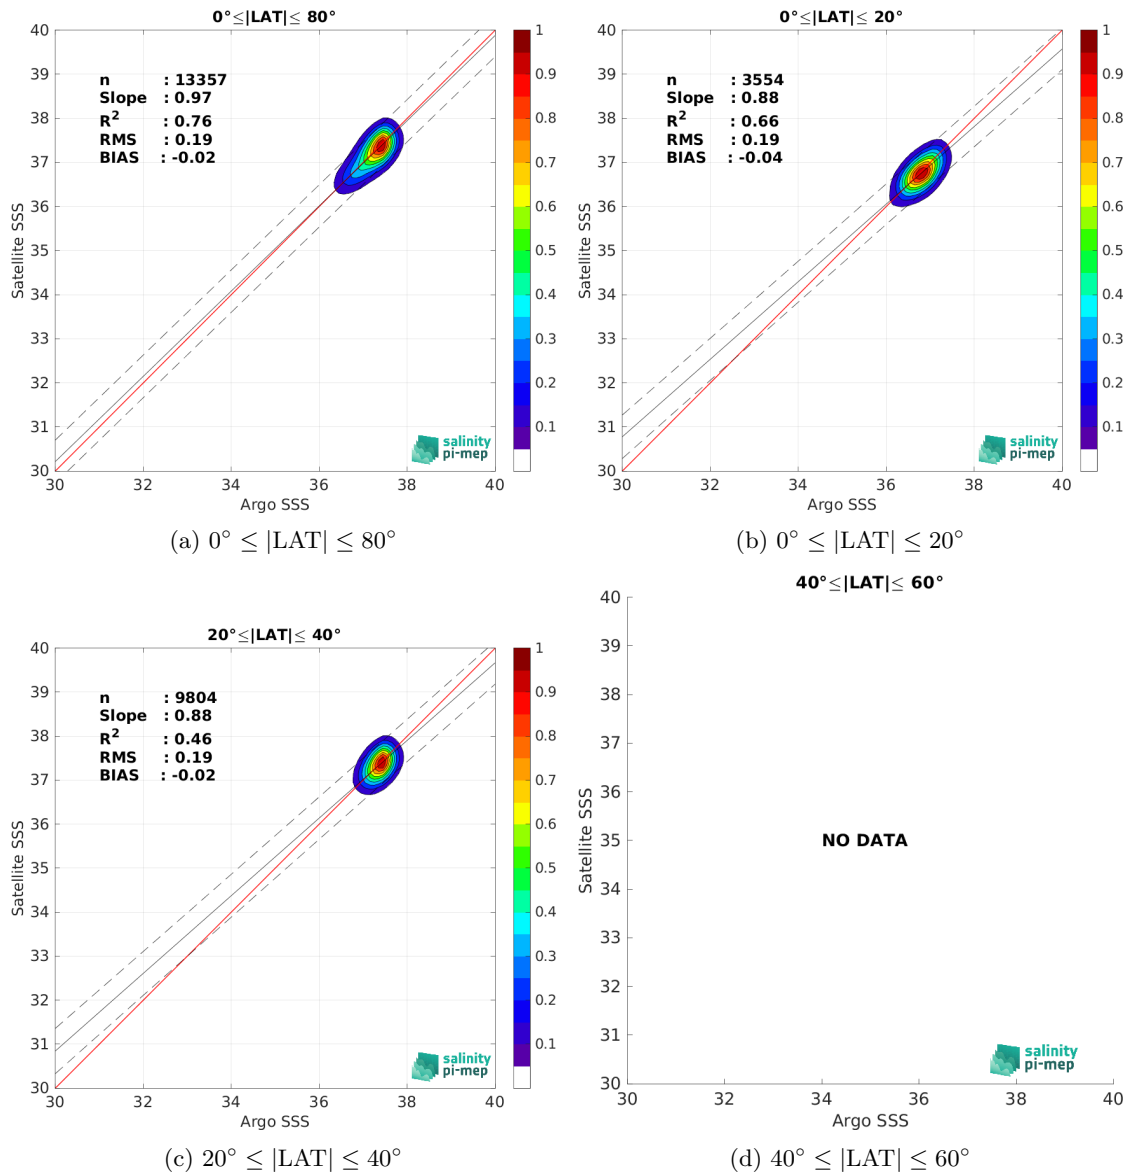 0°≤|LAT|≤ 80°
40
39
38
37
36
35
34
33
32
31
30
Satellite SSS
n : 13357
Slope : 0.97
R² : 0.76
RMS : 0.19
BIAS : -0.02
salinity
pi-mep
30 32 34 36 38 40
Argo SSS
1
0.9
0.8
0.7
0.6
0.5
0.4
0.3
0.2
0.1
(a) 0° ≤ |LAT| ≤ 80°
0°≤|LAT|≤ 20°
40
39
38
37
36
35
34
33
32
31
30
Satellite SSS
n : 3554
Slope : 0.88
R² : 0.66
RMS : 0.19
BIAS : -0.04
salinity
pi-mep
30 32 34 36 38 40
Argo SSS
1
0.9
0.8
0.7
0.6
0.5
0.4
0.3
0.2
0.1
(b) 0° ≤ |LAT| ≤ 20°
20°≤|LAT|≤ 40°
40
39
38
37
36
35
34
33
32
31
30
Satellite SSS
n : 9804
Slope : 0.88
R² : 0.46
RMS : 0.19
BIAS : -0.02
salinity
pi-mep
30 32 34 36 38 40
Argo SSS
1
0.9
0.8
0.7
0.6
0.5
0.4
0.3
0.2
0.1
(c) 20° ≤ |LAT| ≤ 40°
40°≤|LAT|≤ 60°
40
39
38
37
36
35
34
33
32
31
30
Satellite SSS
NO DATA
salinity
pi-mep
30 32 34 36 38 40
Argo SSS
(d) 40° ≤ |LAT| ≤ 60°